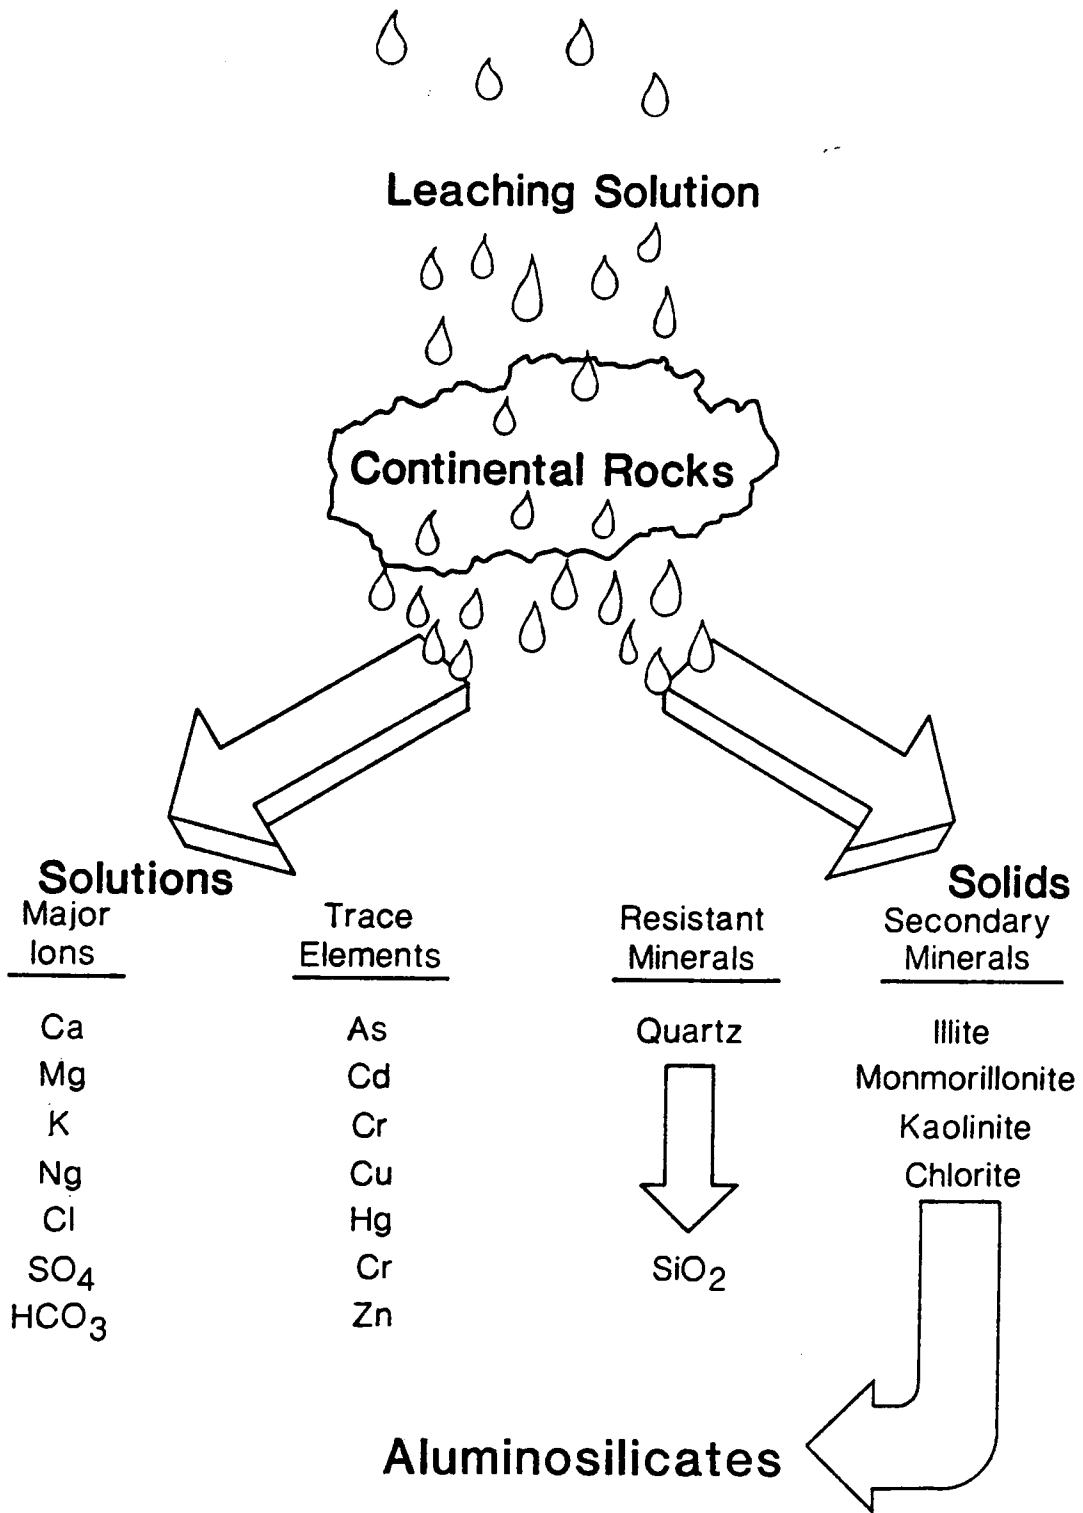 Leaching Solution
Continental Rocks
Solutions
Solids
Major
Ions
Ca
Mg
K
Ng
Cl
SO4
HCO3
Trace
Elements
As
Cd
Cr
Cu
Hg
Cr
Zn
Resistant
Minerals
Quartz
SiO2
Secondary
Minerals
Illite
Monmorillonite
Kaolinite
Chlorite
Aluminosilicates